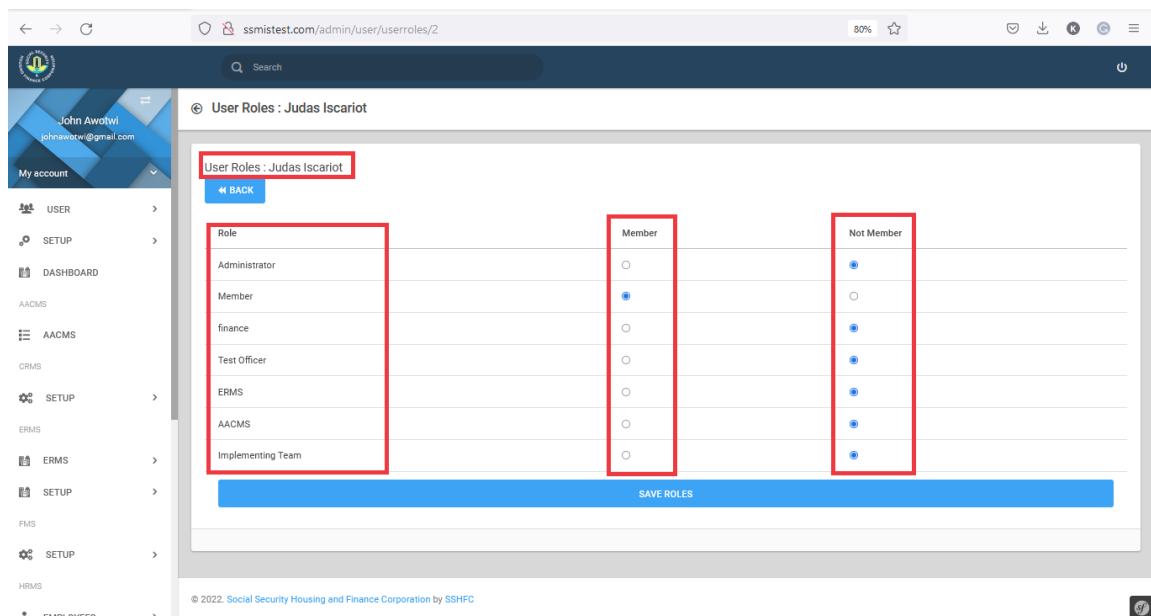 ssmistest.com/admin/user/userroles/2
80%
K
Search
John Awotwi
johnawotwi@gmail.com
My account
USER
SETUP
DASHBOARD
AACMS
AACMS
CRMS
SETUP
ERMS
ERMS
SETUP
FMS
SETUP
HRMS
User Roles : Judas Iscariot
User Roles : Judas Iscariot
BACK
Role Member Not Member
Administrator
Member
finance
Test Officer
ERMS
AACMS
Implementing Team
SAVE ROLES
© 2022. Social Security Housing and Finance Corporation by SSHFC
sf